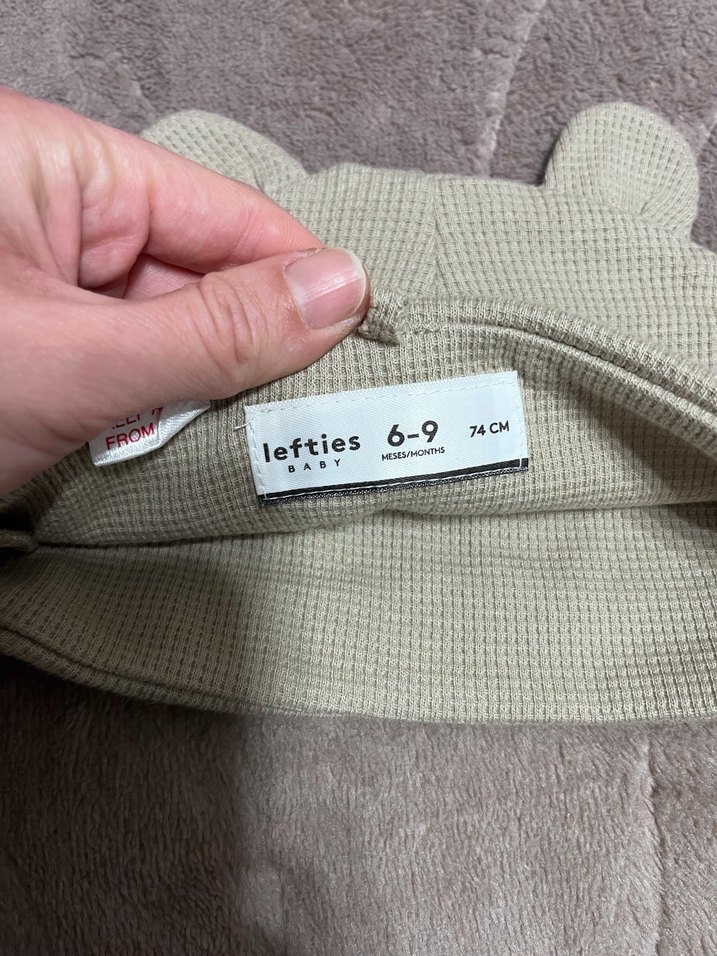 FROM
lefties
BABY
6-9
MESES/MONTHS
74 CM